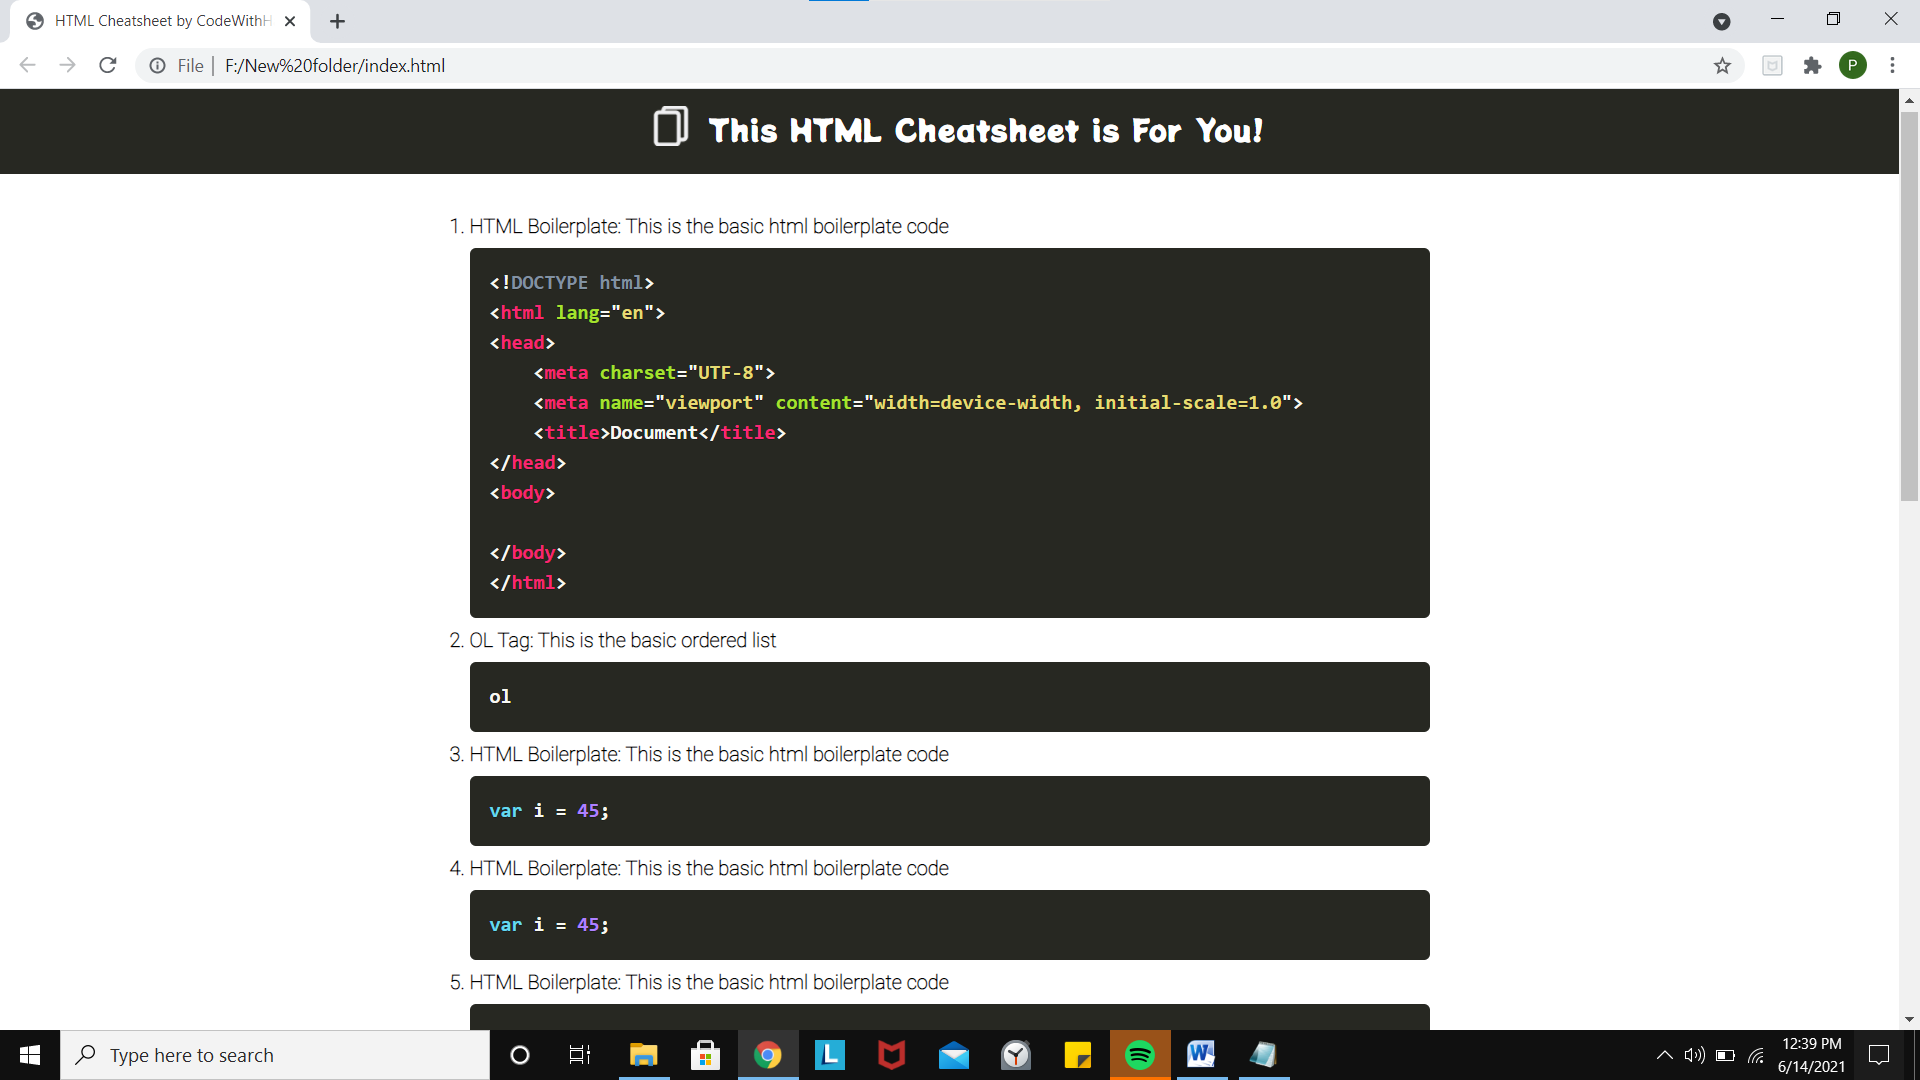 HTML Cheatsheet by CodeWithH
File | F:/New%20folder/index.html
P
This HTML Cheatsheet is For You!
1. HTML Boilerplate: This is the basic html boilerplate code
<!DOCTYPE html>
<html lang="en">
<head>
    <meta charset="UTF-8">
    <meta name="viewport" content="width=device-width, initial-scale=1.0">
    <title>Document</title>
</head>
<body>

</body>
</html>
2. OL Tag: This is the basic ordered list
ol
3. HTML Boilerplate: This is the basic html boilerplate code
var i = 45;
4. HTML Boilerplate: This is the basic html boilerplate code
var i = 45;
5. HTML Boilerplate: This is the basic html boilerplate code
Type here to search
L
W
12:39 PM
6/14/2021